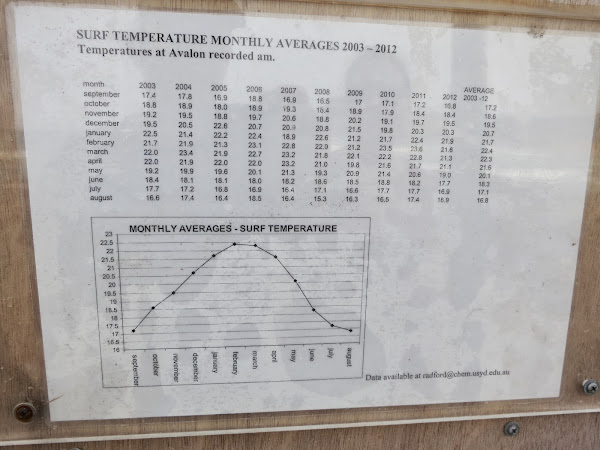 SURF TEMPERATURE MONTHLY AVERAGES 2003 – 2012
Temperatures at Avalon recorded am.
AVERAGE
month 2003 2004 2005 2006 2007 2008 2009 2010 2011 2012 2003 -12
september 17.4 17.8 16.9 18.8 16.9 16.5 17 17.1 17.2 16.8 17.2
october 18.8 18.9 18.0 18.9 19.3 18.4 18.9 17.9 18.4 18.4 18.6
november 19.2 19.5 18.8 19.7 20.6 18.8 20.2 19.1 19.7 19.5 19.5
december 19.5 20.5 22.6 20.7 20.8 21.5 19.8 20.3 20.3 20.7
january 22.5 21.4 22.2 22.4 18.9 22.6 21.2 21.7 22.4 21.9 21.7
february 21.7 21.9 21.3 23.1 22.8 22.9 21.2 23.5 21.8 22.4
march 22.0 23.4 21.9 22.7 23.2 21.8 22.1 22.2 22.8 21.3 22.3
april 22.0 21.9 22.0 22.0 23.2 21.0 19.8 21.6 21.7 21.1 21.6
may 19.2 19.9 19.6 20.1 21.3 19.3 20.9 21.4 20.6 19.0 20.1
june 18.4 18.1 18.1 18.0 18.2 18.6 18.5 18.8 18.2 17.7 18.3
july 17.7 17.2 16.8 16.9 16.4 17.1 16.6 17.7 17.7 16.9 17.1
august 16.6 17.4 16.4 18.5 16.4 15.3 16.3 16.5 17.4 16.9 16.8
MONTHLY AVERAGES - SURF TEMPERATURE
23
22.5
22
21.5
21
20.5
20
19.5
19
18.5
18
17.5
17
16.5
16
september october november december january february march april may june july august
Data available at radford@chem.usyd.edu.au